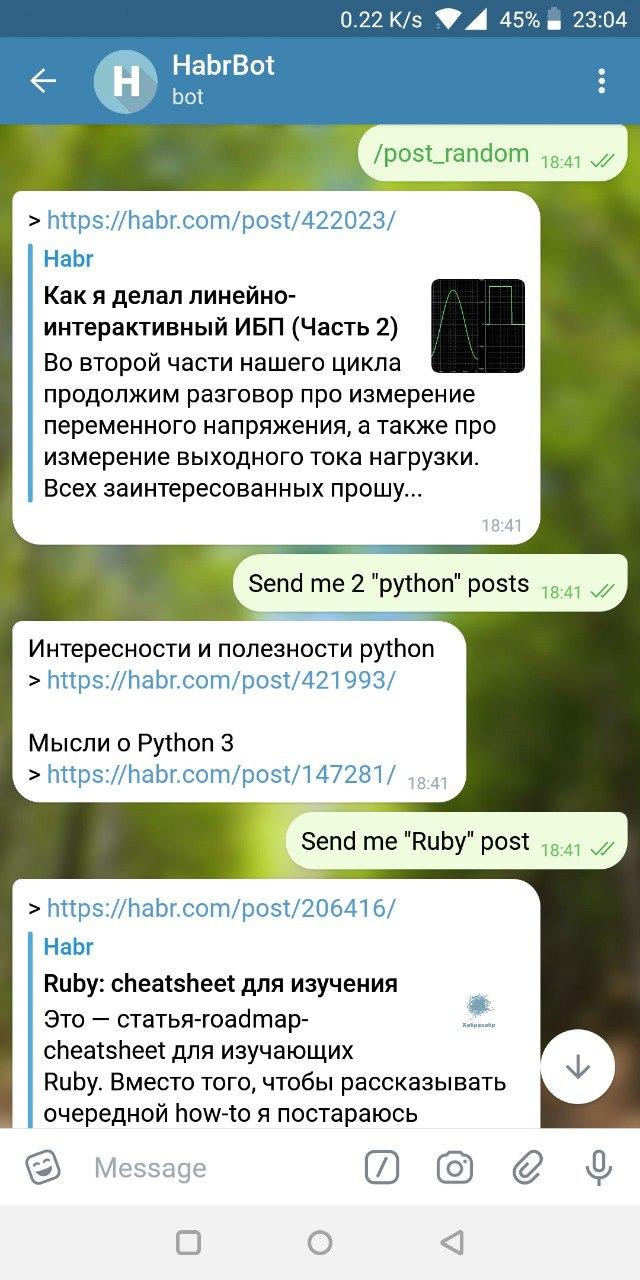 0.22 K/s 45% 23:04
H
HabrBot
bot
/post_random 18:41
> https://habr.com/post/422023/
Habr
Как я делал линейно-
интерактивный ИБП (Часть 2)
Во второй части нашего цикла
продолжим разговор про измерение
переменного напряжения, а также про
измерение выходного тока нагрузки.
Всех заинтересованных прошу...
18:41
Send me 2 "python" posts 18:41
Интересности и полезности python
> https://habr.com/post/421993/
Мысли о Python 3
> https://habr.com/post/147281/ 18:41
Send me "Ruby" post 18:41
> https://habr.com/post/206416/
Habr
Ruby: cheatsheet для изучения
Это — статья-roadmap-
cheatsheet для изучающих
Ruby. Вместо того, чтобы рассказывать
очередной how-to я постараюсь
Хабрахабр
Message